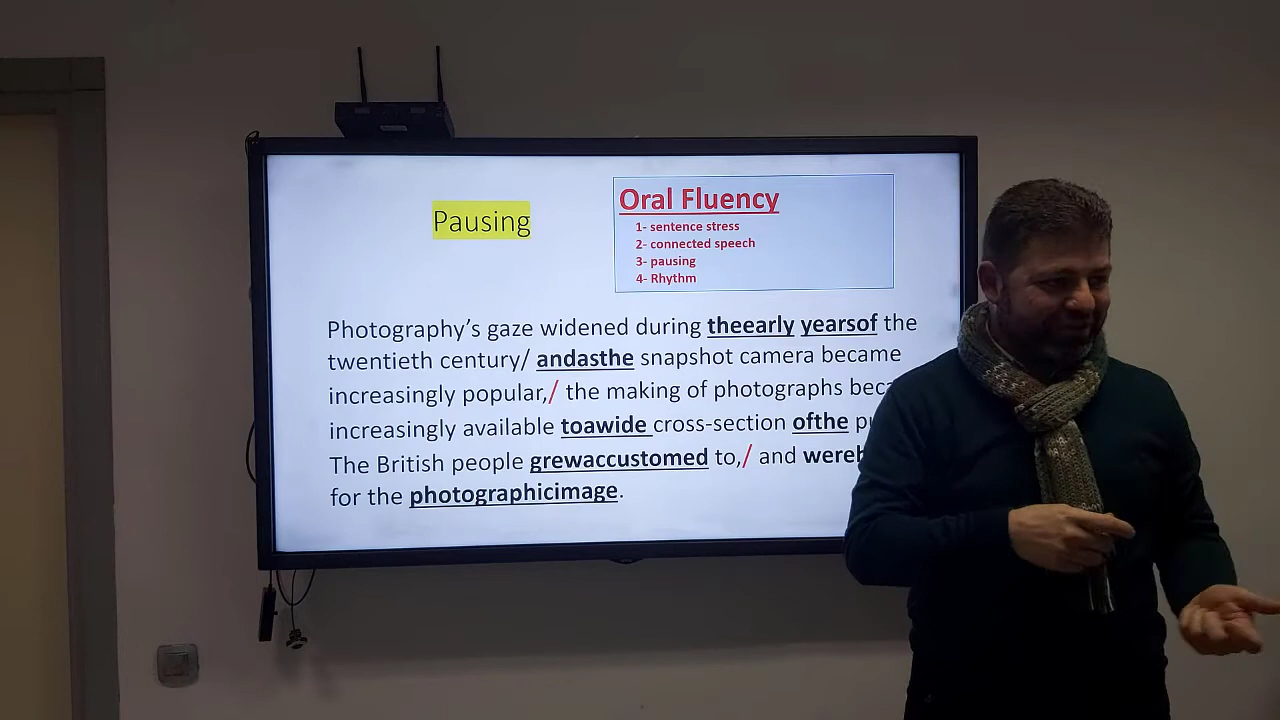 Pausing
Oral Fluency
1- sentence stress
2- connected speech
3- pausing
4- Rhythm
Photography’s gaze widened during theearly yearsof the
twentieth century/ andasthe snapshot camera became
increasingly popular,/ the making of photographs
increasingly available toawide cross-section ofthe
The British people grewaccustomed to,/ and
for the photographicimage.